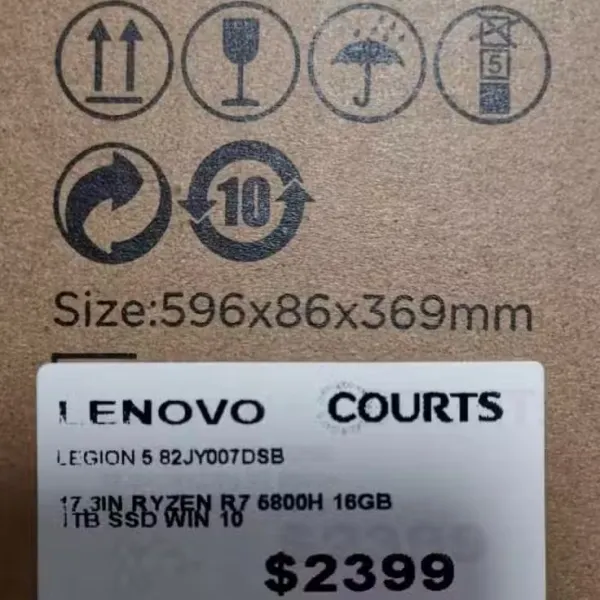 5
10
Size:596x86x369mm
LENOVO COURTS
LEGION 5 82JY007DSB
17.3IN RYZEN R7 5800H 16GB
1TB SSD WIN 10
$2399